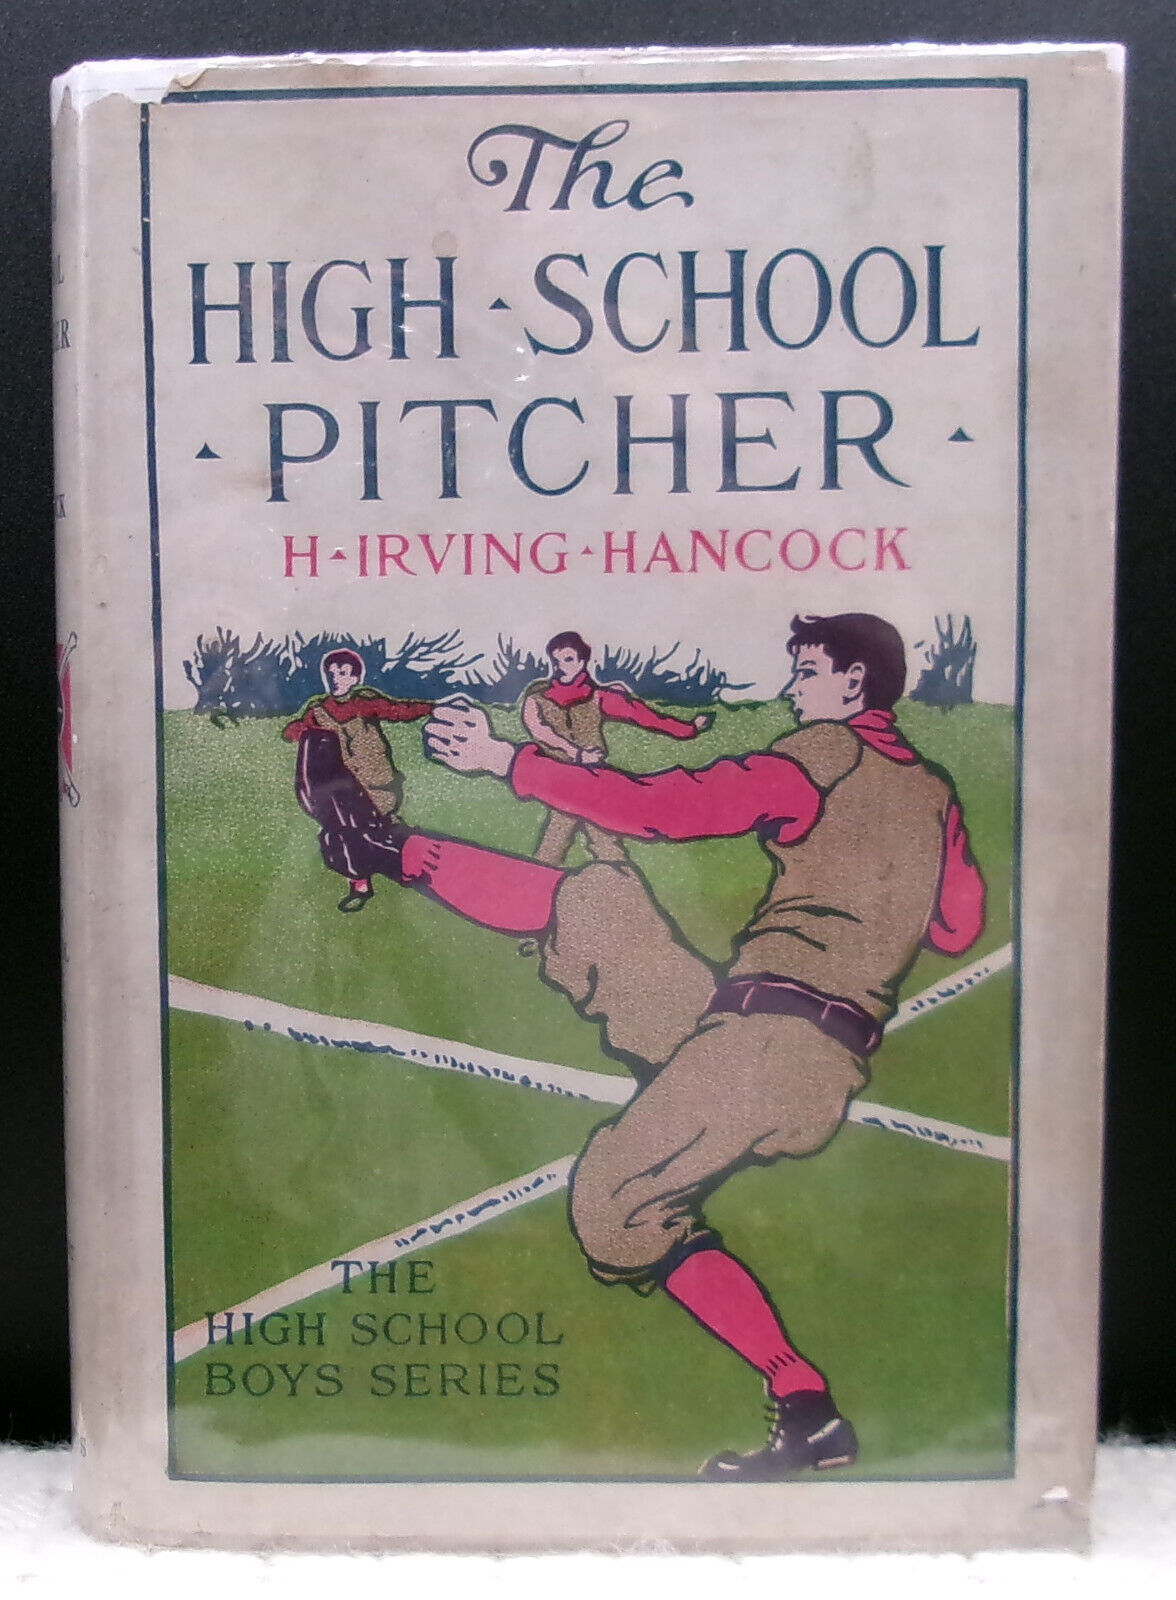 The
HIGH · SCHOOL
· PITCHER ·
H · IRVING · HANCOCK
THE
HIGH SCHOOL
BOYS SERIES